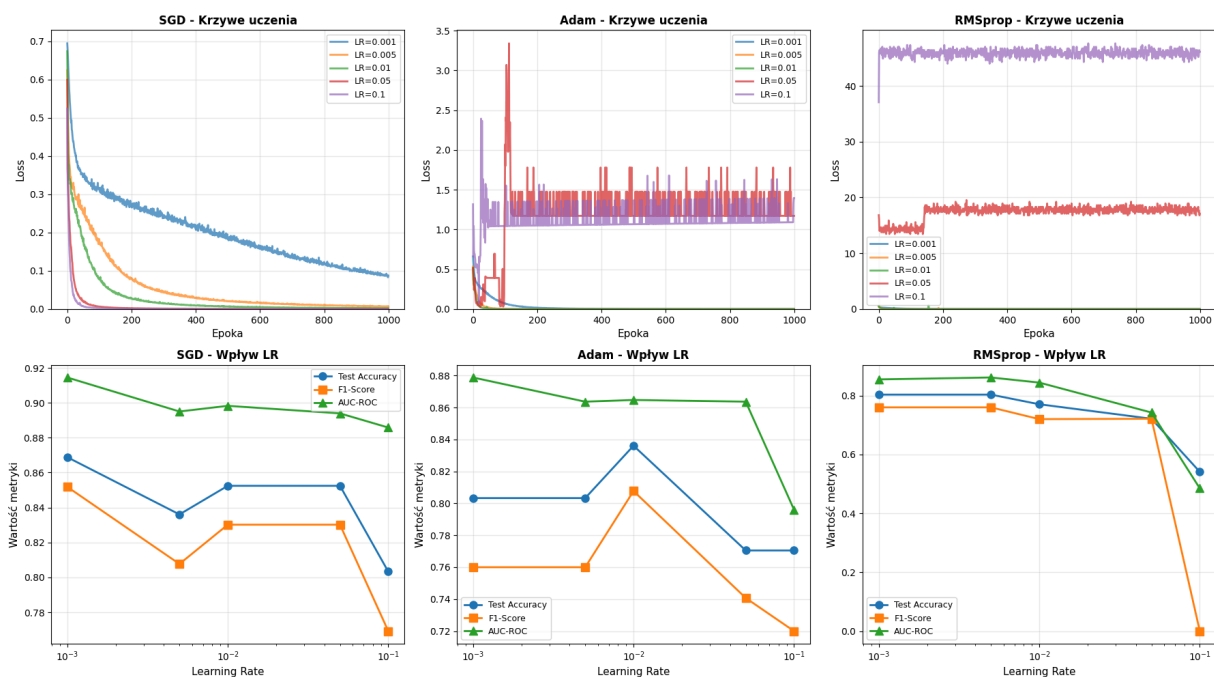 SGD - Krzywe uczenia
0.7
0.6
0.5
0.4
0.3
0.2
0.1
0.0
Loss
0
200
400
600
800
1000
Epoka
LR=0.001
LR=0.005
LR=0.01
LR=0.05
LR=0.1
Adam - Krzywe uczenia
3.5
3.0
2.5
2.0
1.5
1.0
0.5
0.0
Loss
0
200
400
600
800
1000
Epoka
LR=0.001
LR=0.005
LR=0.01
LR=0.05
LR=0.1
RMSprop - Krzywe uczenia
40
30
20
10
0
Loss
0
200
400
600
800
1000
Epoka
LR=0.001
LR=0.005
LR=0.01
LR=0.05
LR=0.1
SGD - Wpływ LR
0.92
0.90
0.88
0.86
0.84
0.82
0.80
0.78
Wartość metryki
10⁻³
10⁻²
10⁻¹
Learning Rate
Test Accuracy
F1-Score
AUC-ROC
Adam - Wpływ LR
0.88
0.86
0.84
0.82
0.80
0.78
0.76
0.74
0.72
Wartość metryki
10⁻³
10⁻²
10⁻¹
Learning Rate
Test Accuracy
F1-Score
AUC-ROC
RMSprop - Wpływ LR
0.8
0.6
0.4
0.2
0.0
Wartość metryki
10⁻³
10⁻²
10⁻¹
Learning Rate
Test Accuracy
F1-Score
AUC-ROC